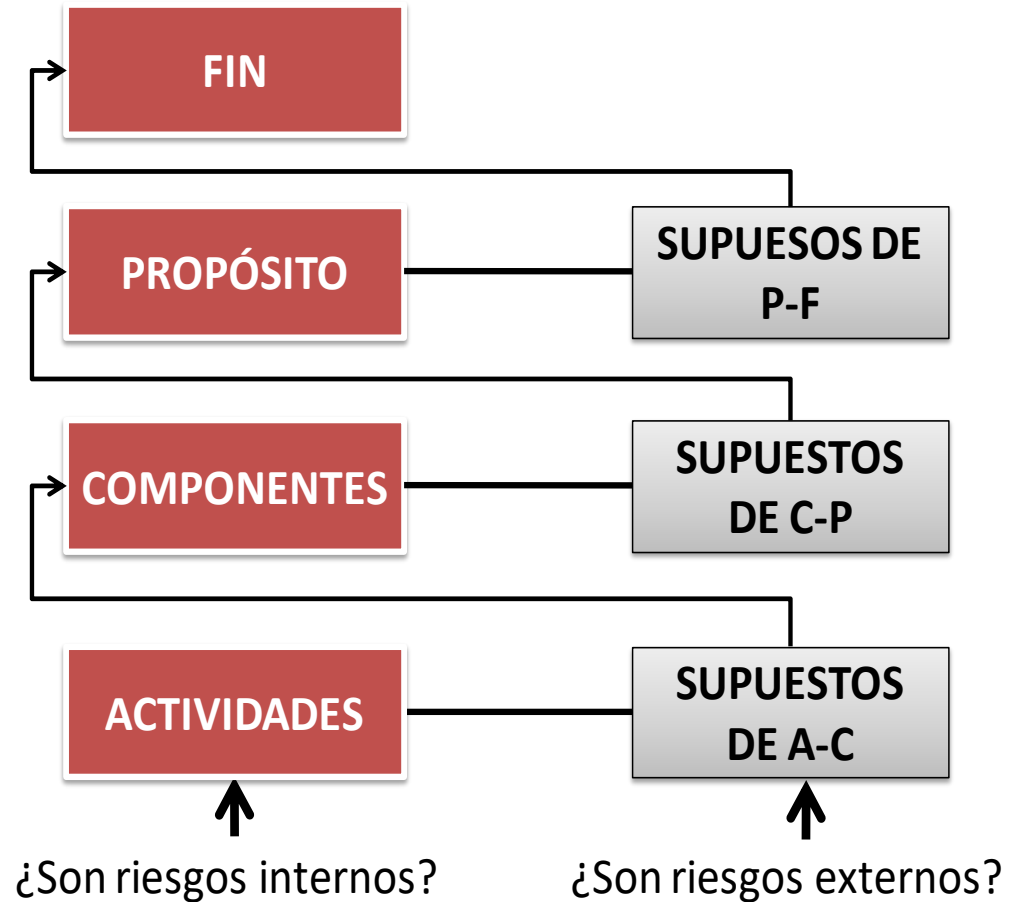 FIN
PROPÓSITO
SUPUESOS DE
P-F
COMPONENTES
SUPUESTOS
DE C-P
ACTIVIDADES
SUPUESTOS
DE A-C
¿Son riesgos internos?
¿Son riesgos externos?